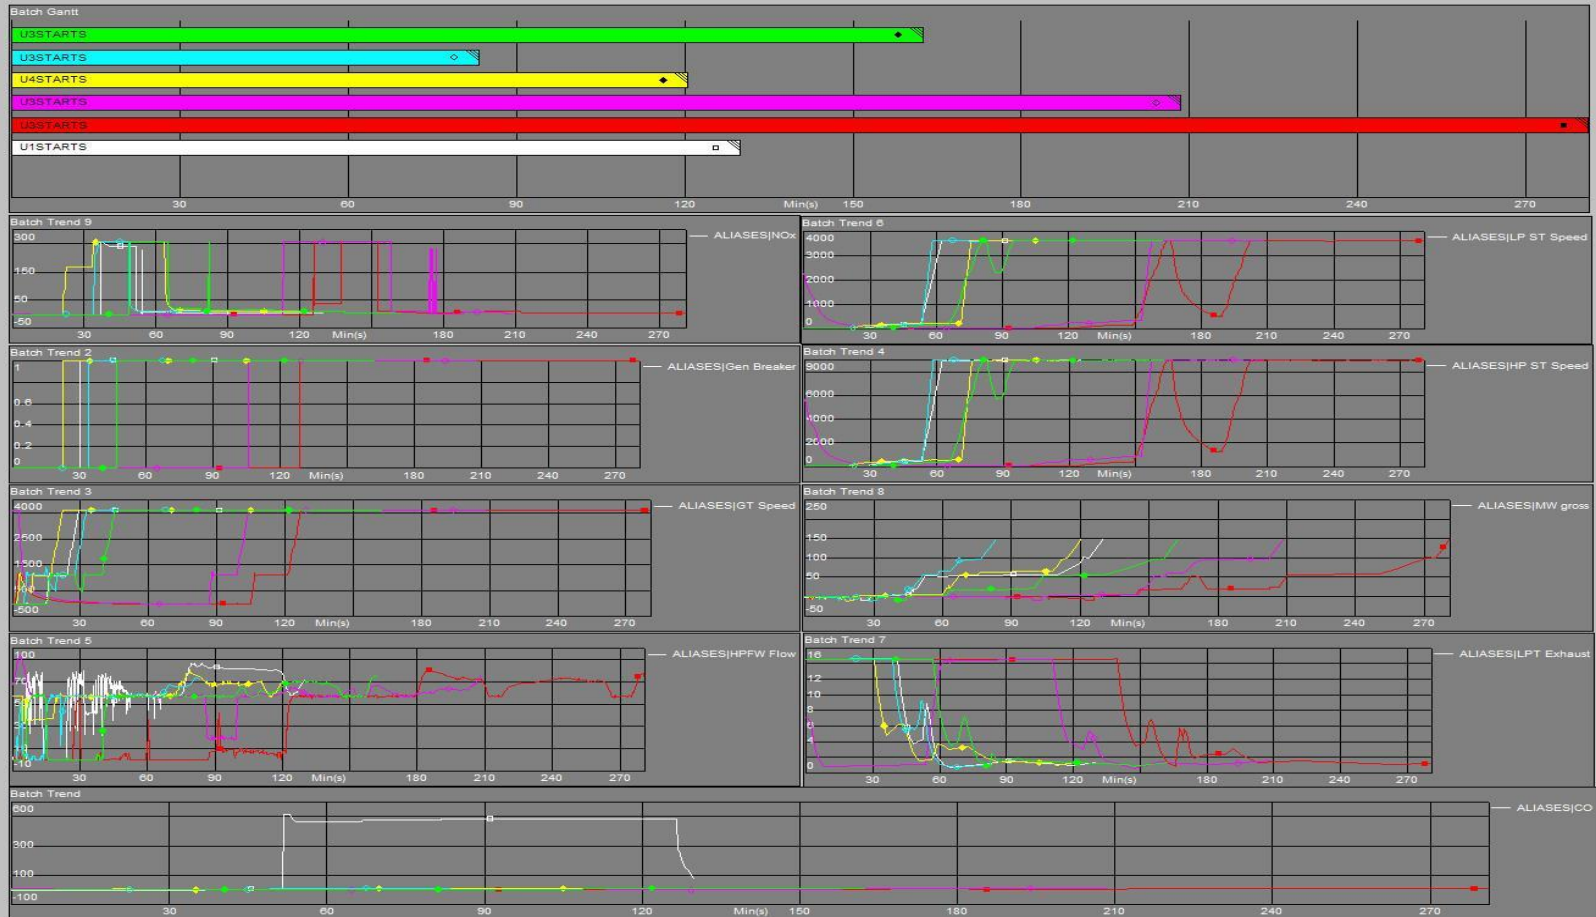 Batch Gantt
U3STARTS
U3STARTS
U4STARTS
U3STARTS
U3STARTS
U1STARTS
30 60 90 120 Min(s) 150 180 210 240 270
Batch Trend 9
ALIASES|NOx
300
150
50
-50
30 60 90 120 Min(s) 180 210 240 270
Batch Trend 6
ALIASES|LP ST Speed
4000
3000
2000
1000
0
30 60 90 Min(s) 150 180 210 240 270
Batch Trend 2
ALIASES|Gen Breaker
1
0.6
0.4
0.2
0
30 60 90 120 Min(s) 180 210 240 270
Batch Trend 4
ALIASES|HP ST Speed
9000
6000
4000
2000
0
30 60 90 Min(s) 150 180 210 240 270
Batch Trend 3
ALIASES|GT Speed
4000
2500
1500
500
-500
30 60 90 120 Min(s) 180 210 240 270
Batch Trend 8
ALIASES|MW gross
250
150
100
50
-50
30 60 90 120 Min(s) 180 210 240 270
Batch Trend 5
ALIASES|HPFW Flow
100
70
50
-10
30 60 90 120 Min(s) 180 210 240 270
Batch Trend 7
ALIASES|LPT Exhaust
16
12
10
8
6
4
0
30 60 90 Min(s) 150 180 210 240 270
Batch Trend
ALIASES|CO
600
300
100
-100
30 60 90 120 Min(s) 180 210 240 270